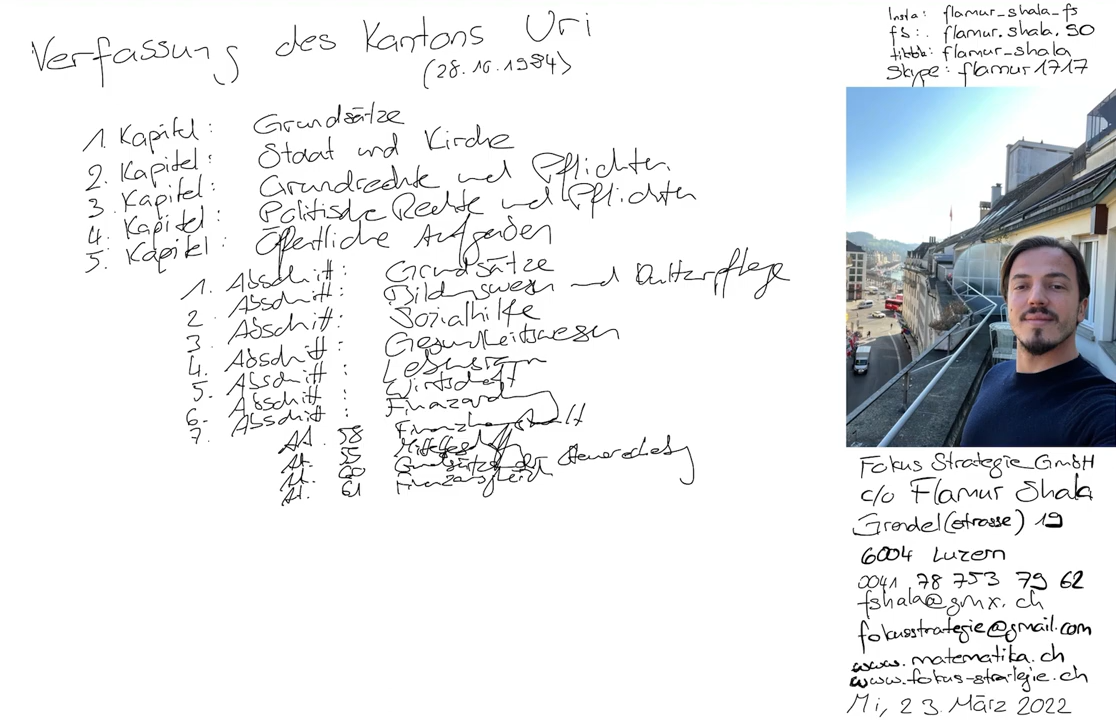 Verfassung des Kantons Uri
(28.10.1984)
1. Kapitel: Grundsätze
2. Kapitel: Staat und Kirche
3. Kapitel: Grundrechte und Pflichten
4. Kapitel: Politische Rechte und Pflichten
5. Kapitel: Öffentliche Aufgaben
1. Abschnitt: Grundsätze
2. Abschnitt: Bildungswesen und Kulturpflege
3. Abschnitt: Sozialhilfe
4. Abschnitt: Gesundheitswesen
5. Abschnitt: Lebensraum
6. Abschnitt: Wirtschaft
7. Abschnitt: Finanzordnung
Art. 58 Finanzhaushalt
Art. 59 Mittelbeschaffung
Art. 60 Grundsätze der Steuererhebung
Art. 61 Finanzausgleich
Insta: flamur_shala_fs
fs:. flamur.shala.90
tiktok: flamur_shala
Skype: flamur1717
Fokus Strategie GmbH
c/o Flamur Shala
Grendel(strasse) 19
6004 Luzern
0041 78 753 79 62
fshala@gmx.ch
fokusstrategie@gmail.com
www.matematika.ch
www.fokus-strategie.ch
Mi, 23. März 2022